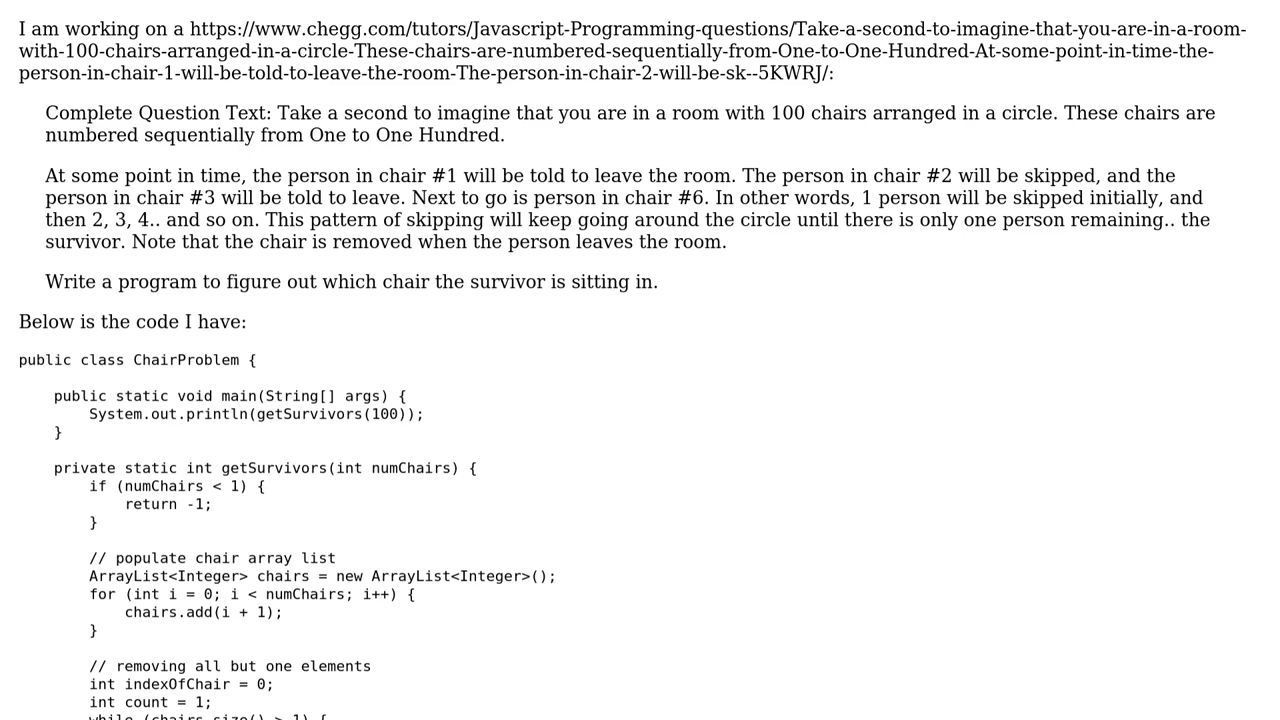 I am working on a https://www.chegg.com/tutors/Javascript-Programming-questions/Take-a-second-to-imagine-that-you-are-in-a-room-
with-100-chairs-arranged-in-a-circle-These-chairs-are-numbered-sequentially-from-One-to-One-Hundred-At-some-point-in-time-the-
person-in-chair-1-will-be-told-to-leave-the-room-The-person-in-chair-2-will-be-sk--5KWRJ/:
Complete Question Text: Take a second to imagine that you are in a room with 100 chairs arranged in a circle. These chairs are
numbered sequentially from One to One Hundred.
At some point in time, the person in chair #1 will be told to leave the room. The person in chair #2 will be skipped, and the
person in chair #3 will be told to leave. Next to go is person in chair #6. In other words, 1 person will be skipped initially, and
then 2, 3, 4.. and so on. This pattern of skipping will keep going around the circle until there is only one person remaining.. the
survivor. Note that the chair is removed when the person leaves the room.
Write a program to figure out which chair the survivor is sitting in.
Below is the code I have:
public class ChairProblem {
    public static void main(String[] args) {
        System.out.println(getSurvivors(100));
    }
    private static int getSurvivors(int numChairs) {
        if (numChairs < 1) {
            return -1;
        }
        // populate chair array list
        ArrayList<Integer> chairs = new ArrayList<Integer>();
        for (int i = 0; i < numChairs; i++) {
            chairs.add(i + 1);
        }
        // removing all but one elements
        int indexOfChair = 0;
        int count = 1;
        while (chairs.size() > 1) {